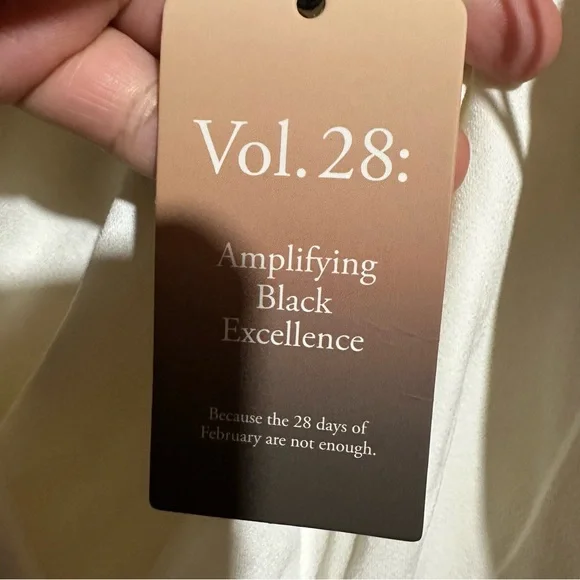 Vol. 28:
Amplifying
Black
Excellence
Because the 28 days of
February are not enough.